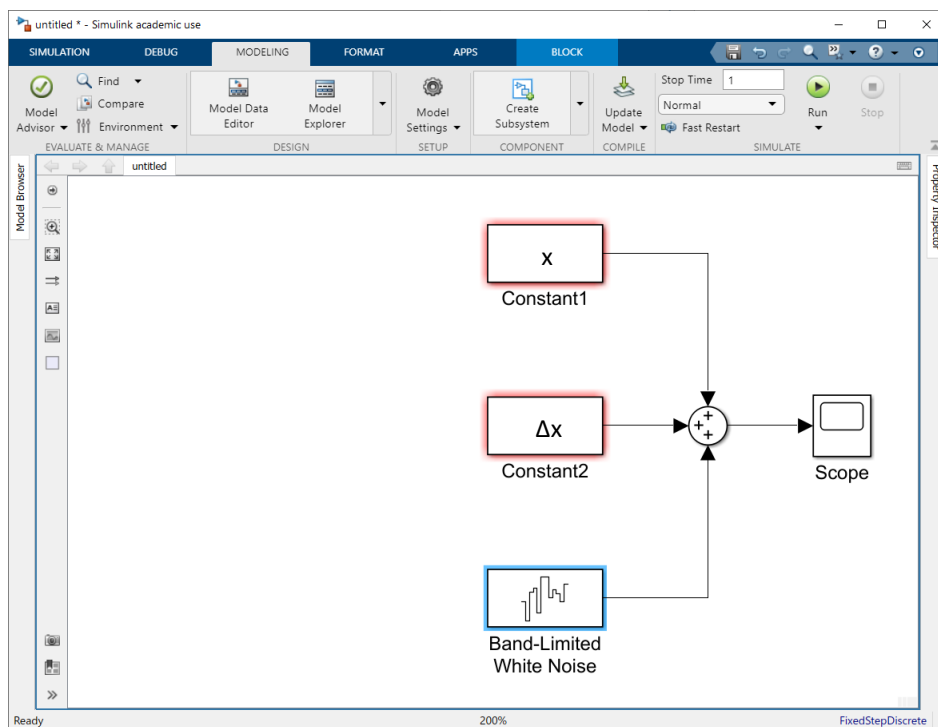 untitled * - Simulink academic use
SIMULATION DEBUG MODELING FORMAT APPS BLOCK
Model Advisor
Find
Compare
Environment
EVALUATE & MANAGE
Model Data Editor
Model Explorer
DESIGN
Model Settings
SETUP
Create Subsystem
COMPONENT
Update Model
COMPILE
Stop Time 1
Normal
Fast Restart
Run
Stop
SIMULATE
Model Browser
untitled
Property Inspector
x
Constant1
Δx
Constant2
Scope
Band-Limited
White Noise
Ready 200% FixedStepDiscrete